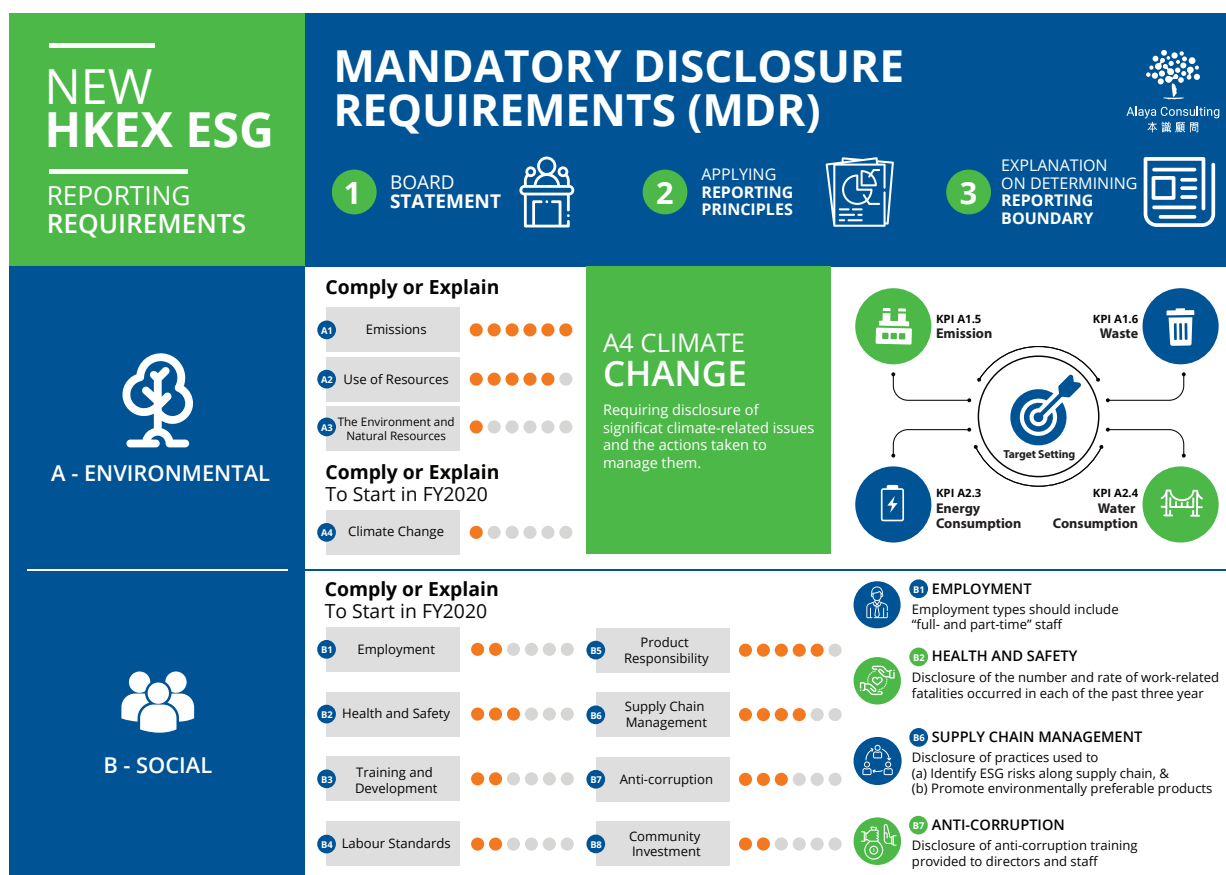 NEW
HKEX ESG
REPORTING
REQUIREMENTS
MANDATORY DISCLOSURE
REQUIREMENTS (MDR)
Alaya Consulting
本識顧問
1
BOARD
STATEMENT
2
APPLYING
REPORTING
PRINCIPLES
3
EXPLANATION
ON DETERMINING
REPORTING
BOUNDARY
A - ENVIRONMENTAL
Comply or Explain
A1 Emissions
A2 Use of Resources
A3 The Environment and
Natural Resources
Comply or Explain
To Start in FY2020
A4 Climate Change
A4 CLIMATE
CHANGE
Requiring disclosure of
significat climate-related issues
and the actions taken to
manage them.
KPI A1.5
Emission
KPI A1.6
Waste
Target Setting
KPI A2.3
Energy
Consumption
KPI A2.4
Water
Consumption
B - SOCIAL
Comply or Explain
To Start in FY2020
B1 Employment
B2 Health and Safety
B3 Training and
Development
B4 Labour Standards
B5 Product
Responsibility
B6 Supply Chain
Management
B7 Anti-corruption
B8 Community
Investment
B1 EMPLOYMENT
Employment types should include
“full- and part-time” staff
B2 HEALTH AND SAFETY
Disclosure of the number and rate of work-related
fatalities occurred in each of the past three year
B6 SUPPLY CHAIN MANAGEMENT
Disclosure of practices used to
(a) Identify ESG risks along supply chain, &
(b) Promote environmentally preferable products
B7 ANTI-CORRUPTION
Disclosure of anti-corruption training
provided to directors and staff